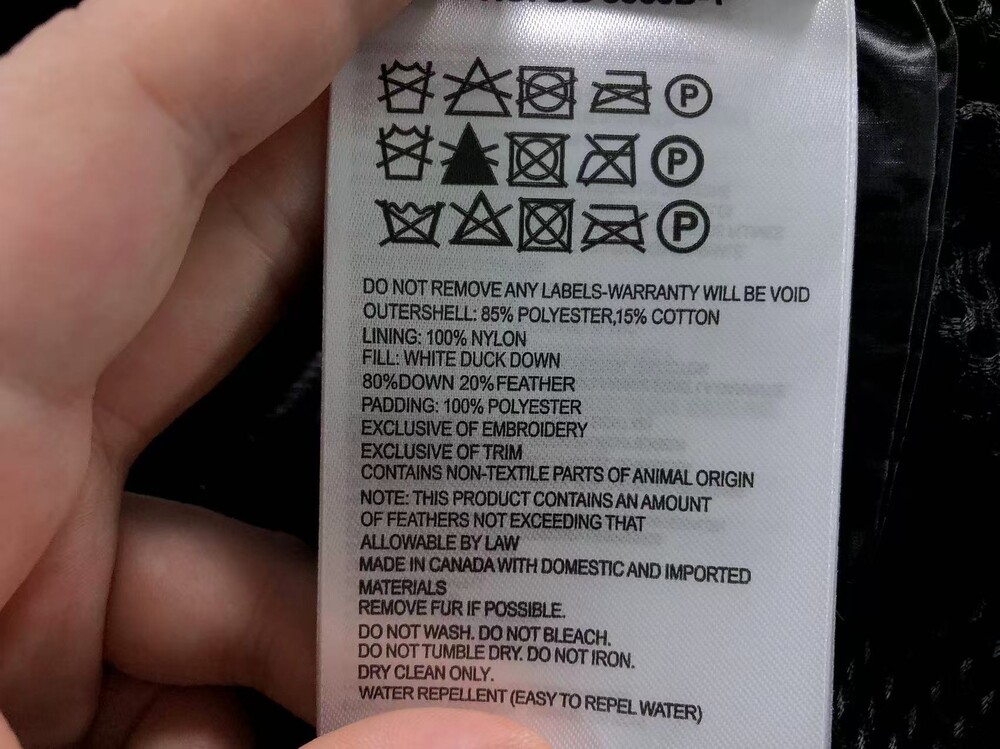 P
P
P
DO NOT REMOVE ANY LABELS-WARRANTY WILL BE VOID
OUTERSHELL: 85% POLYESTER,15% COTTON
LINING: 100% NYLON
FILL: WHITE DUCK DOWN
80%DOWN 20%FEATHER
PADDING: 100% POLYESTER
EXCLUSIVE OF EMBROIDERY
EXCLUSIVE OF TRIM
CONTAINS NON-TEXTILE PARTS OF ANIMAL ORIGIN
NOTE: THIS PRODUCT CONTAINS AN AMOUNT
OF FEATHERS NOT EXCEEDING THAT
ALLOWABLE BY LAW
MADE IN CANADA WITH DOMESTIC AND IMPORTED
MATERIALS
REMOVE FUR IF POSSIBLE.
DO NOT WASH. DO NOT BLEACH.
DO NOT TUMBLE DRY. DO NOT IRON.
DRY CLEAN ONLY.
WATER REPELLENT (EASY TO REPEL WATER)